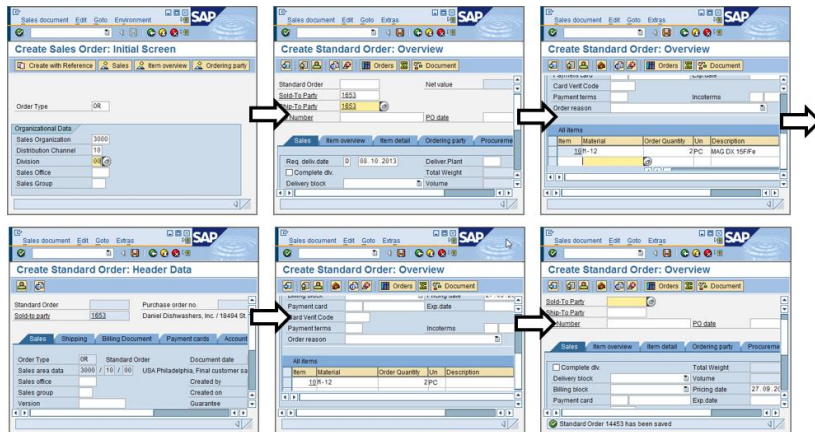 Sales document Edit Goto Environment
SAP
Create Sales Order: Initial Screen
Create with Reference Sales Item overview Ordering party
Order Type OR
Organizational Data
Sales Organization 3000
Distribution Channel 10
Division 00
Sales Office
Sales Group
Sales document Edit Goto Extras
SAP
Create Standard Order: Overview
Orders Document
Standard Order Net value
Sold-To Party 1653
Ship-To Party 1653
Number PO date
Sales Item overview Item detail Ordering party Procureme
Req. deliv.date D 08.10.2013 Deliver.Plant
Complete dlv. Total Weight
Delivery block Volume
Sales document Edit Goto Extras
SAP
Create Standard Order: Overview
Orders Document
Payment card Exp.date
Card Verif.Code
Payment terms Incoterms
Order reason
All items
Item Material Order Quantity Un Description
10 M-12 2 PC MAG DX 15F/Fe
Sales document Edit Goto Extras
SAP
Create Standard Order: Header Data
Standard Order Purchase order no.
Sold-to party 1653 Daniel Dishwashers, Inc. / 18494 St.
Sales Shipping Billing Document Payment cards Account
Order Type OR Standard Order Document date
Sales area data 3000 / 10 / 00 USA Philadelphia, Final customer sa
Sales office Created by
Sales group Created on
Version Guarantee
Sales document Edit Goto Extras
SAP
Create Standard Order: Overview
Orders Document
Billing block Pricing date 27.09.20
Payment card Exp.date
Card Verif.Code
Payment terms Incoterms
Order reason
All items
Item Material Order Quantity Un Description
10 M-12 2 PC
Sales document Edit Goto Extras
SAP
Create Standard Order: Overview
Orders Document
Sold-To Party
Ship-To Party
Number PO date
Sales Item overview Item detail Ordering party Procureme
Complete dlv. Total Weight
Delivery block Volume
Billing block Pricing date 27.09.20
Payment card Exp.date
Standard Order 14453 has been saved